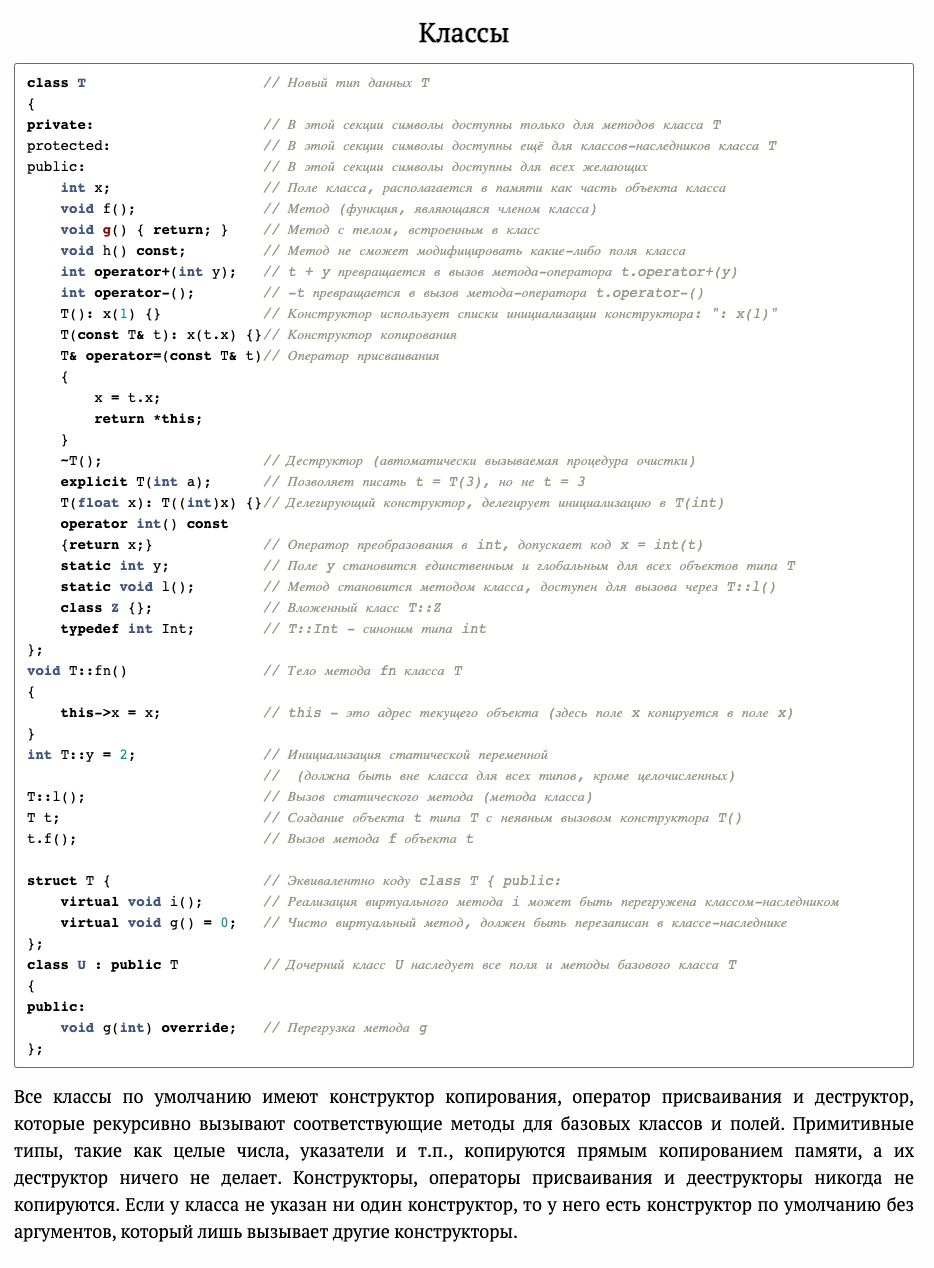 Классы
class T // Новый тип данных T
{
private: // В этой секции символы доступны только для методов класса T
protected: // В этой секции символы доступны ещё для классов-наследников класса T
public: // В этой секции символы доступны для всех желающих
    int x; // Поле класса, располагается в памяти как часть объекта класса
    void f(); // Метод (функция, являющаяся членом класса)
    void g() { return; } // Метод с телом, встроенным в класс
    void h() const; // Метод не сможет модифицировать какие-либо поля класса
    int operator+(int y); // t + y превращается в вызов метода-оператора t.operator+(y)
    int operator-(); // -t превращается в вызов метода-оператора t.operator-()
    T(): x(1) {} // Конструктор использует списки инициализации конструктора: ": x(1)"
    T(const T& t): x(t.x) {}// Конструктор копирования
    T& operator=(const T& t)// Оператор присваивания
    {
        x = t.x;
        return *this;
    }
    ~T(); // Деструктор (автоматически вызываемая процедура очистки)
    explicit T(int a); // Позволяет писать t = T(3), но не t = 3
    T(float x): T((int)x) {}// Делегирующий конструктор, делегирует инициализацию в T(int)
    operator int() const
    {return x;} // Оператор преобразования в int, допускает код x = int(t)
    static int y; // Поле y становится единственным и глобальным для всех объектов типа T
    static void l(); // Метод становится методом класса, доступен для вызова через T::l()
    class Z {}; // Вложенный класс T::Z
    typedef int Int; // T::Int - синоним типа int
};
void T::fn() // Тело метода fn класса T
{
    this->x = x; // this - это адрес текущего объекта (здесь поле x копируется в поле x)
}
int T::y = 2; // Инициализация статической переменной
// (должна быть вне класса для всех типов, кроме целочисленных)
T::l(); // Вызов статического метода (метода класса)
T t; // Создание объекта t типа T с неявным вызовом конструктора T()
t.f(); // Вызов метода f объекта t
struct T { // Эквивалентно коду class T { public:
    virtual void i(); // Реализация виртуального метода i может быть перегружена классом-наследником
    virtual void g() = 0; // Чисто виртуальный метод, должен быть перезаписан в классе-наследнике
};
class U : public T // Дочерний класс U наследует все поля и методы базового класса T
{
public:
    void g(int) override; // Перегрузка метода g
};
Все классы по умолчанию имеют конструктор копирования, оператор присваивания и деструктор,
которые рекурсивно вызывают соответствующие методы для базовых классов и полей. Примитивные
типы, такие как целые числа, указатели и т.п., копируются прямым копированием памяти, а их
деструктор ничего не делает. Конструкторы, операторы присваивания и дееструкторы никогда не
копируются. Если у класса не указан ни один конструктор, то у него есть конструктор по умолчанию без
аргументов, который лишь вызывает другие конструкторы.